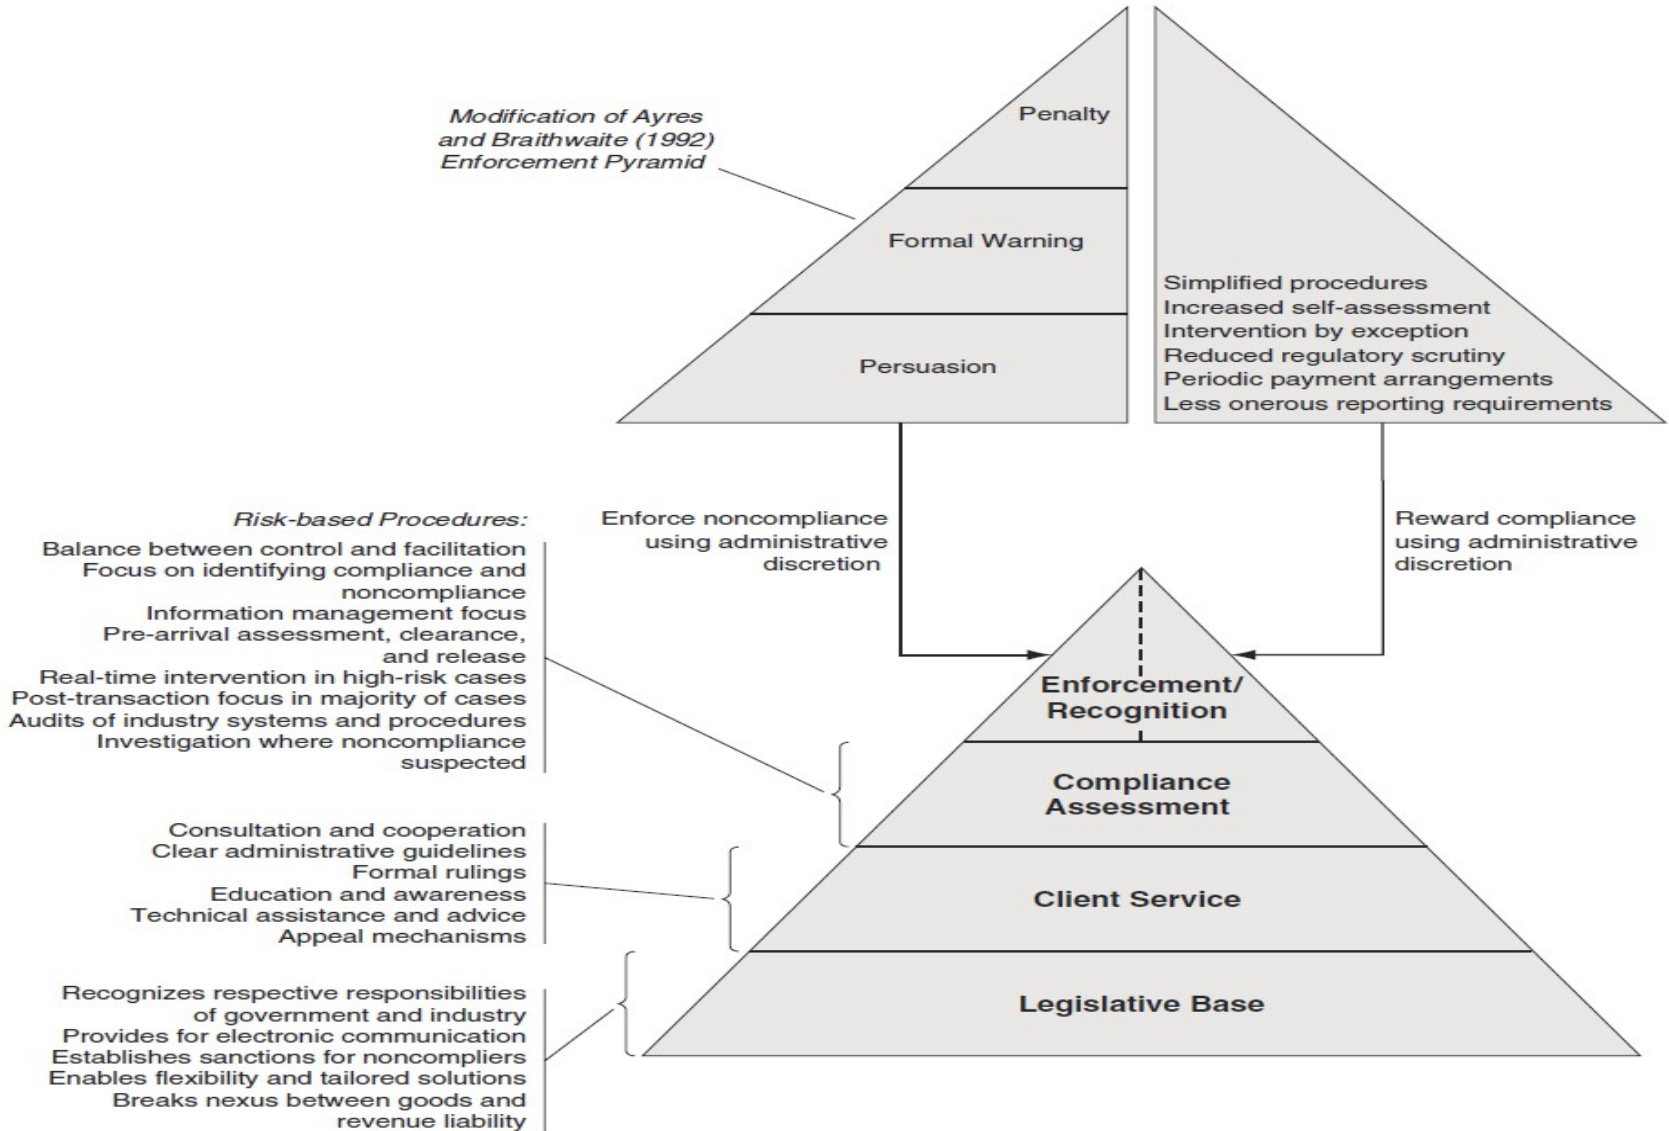 Penalty
Modification of Ayres
and Braithwaite (1992)
Enforcement Pyramid
Formal Warning
Persuasion
Simplified procedures
Increased self-assessment
Intervention by exception
Reduced regulatory scrutiny
Periodic payment arrangements
Less onerous reporting requirements
Enforce noncompliance
using administrative
discretion
Reward compliance
using administrative
discretion
Risk-based Procedures:
Balance between control and facilitation
Focus on identifying compliance and
noncompliance
Information management focus
Pre-arrival assessment, clearance,
and release
Real-time intervention in high-risk cases
Post-transaction focus in majority of cases
Audits of industry systems and procedures
Investigation where noncompliance
suspected
Enforcement/
Recognition
Compliance
Assessment
Consultation and cooperation
Clear administrative guidelines
Formal rulings
Education and awareness
Technical assistance and advice
Appeal mechanisms
Client Service
Recognizes respective responsibilities
of government and industry
Provides for electronic communication
Establishes sanctions for noncompliers
Enables flexibility and tailored solutions
Breaks nexus between goods and
revenue liability
Legislative Base